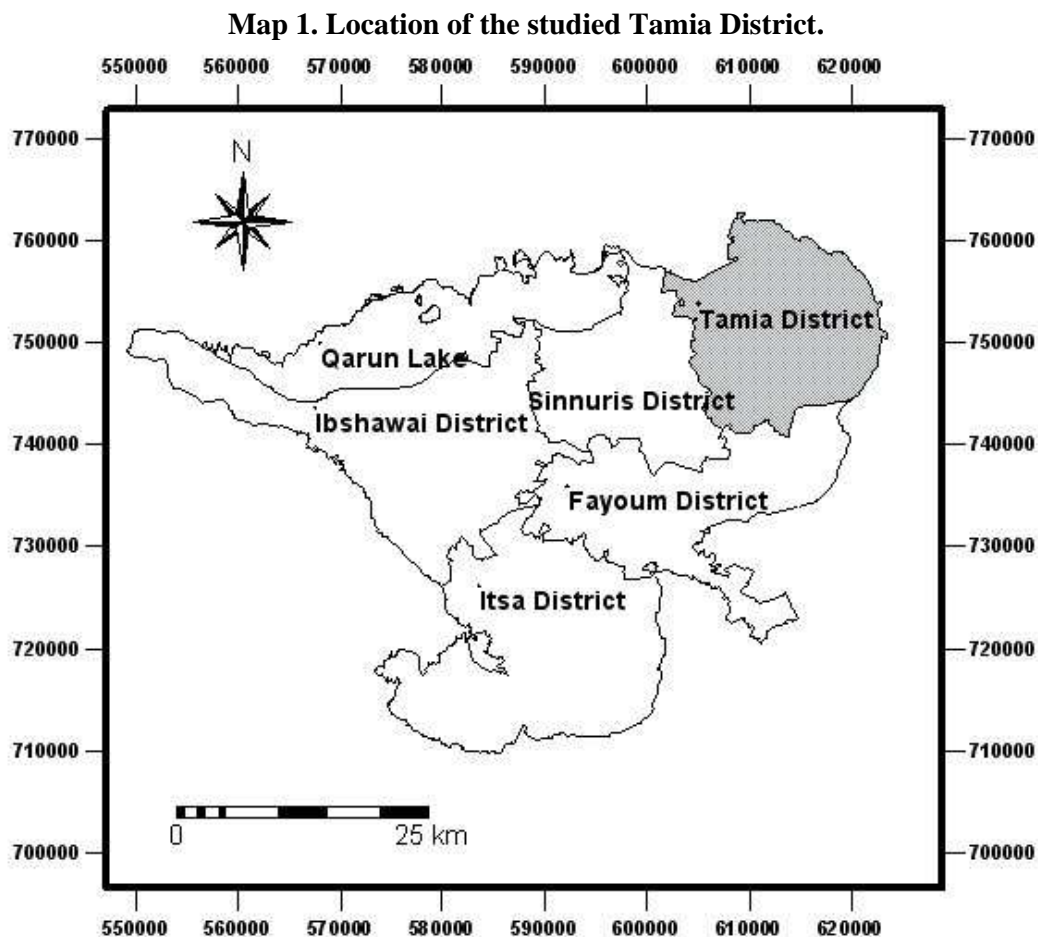 Map 1. Location of the studied Tamia District.
550000 560000 570000 580000 590000 600000 610000 620000
770000 770000
N
760000 760000
Tamia District
750000 750000
Qarun Lake
Sinnuris District
Ibshawai District
740000 740000
Fayoum District
730000 730000
Itsa District
720000 720000
710000 710000
0 25 km
700000 700000
550000 560000 570000 580000 590000 600000 610000 620000